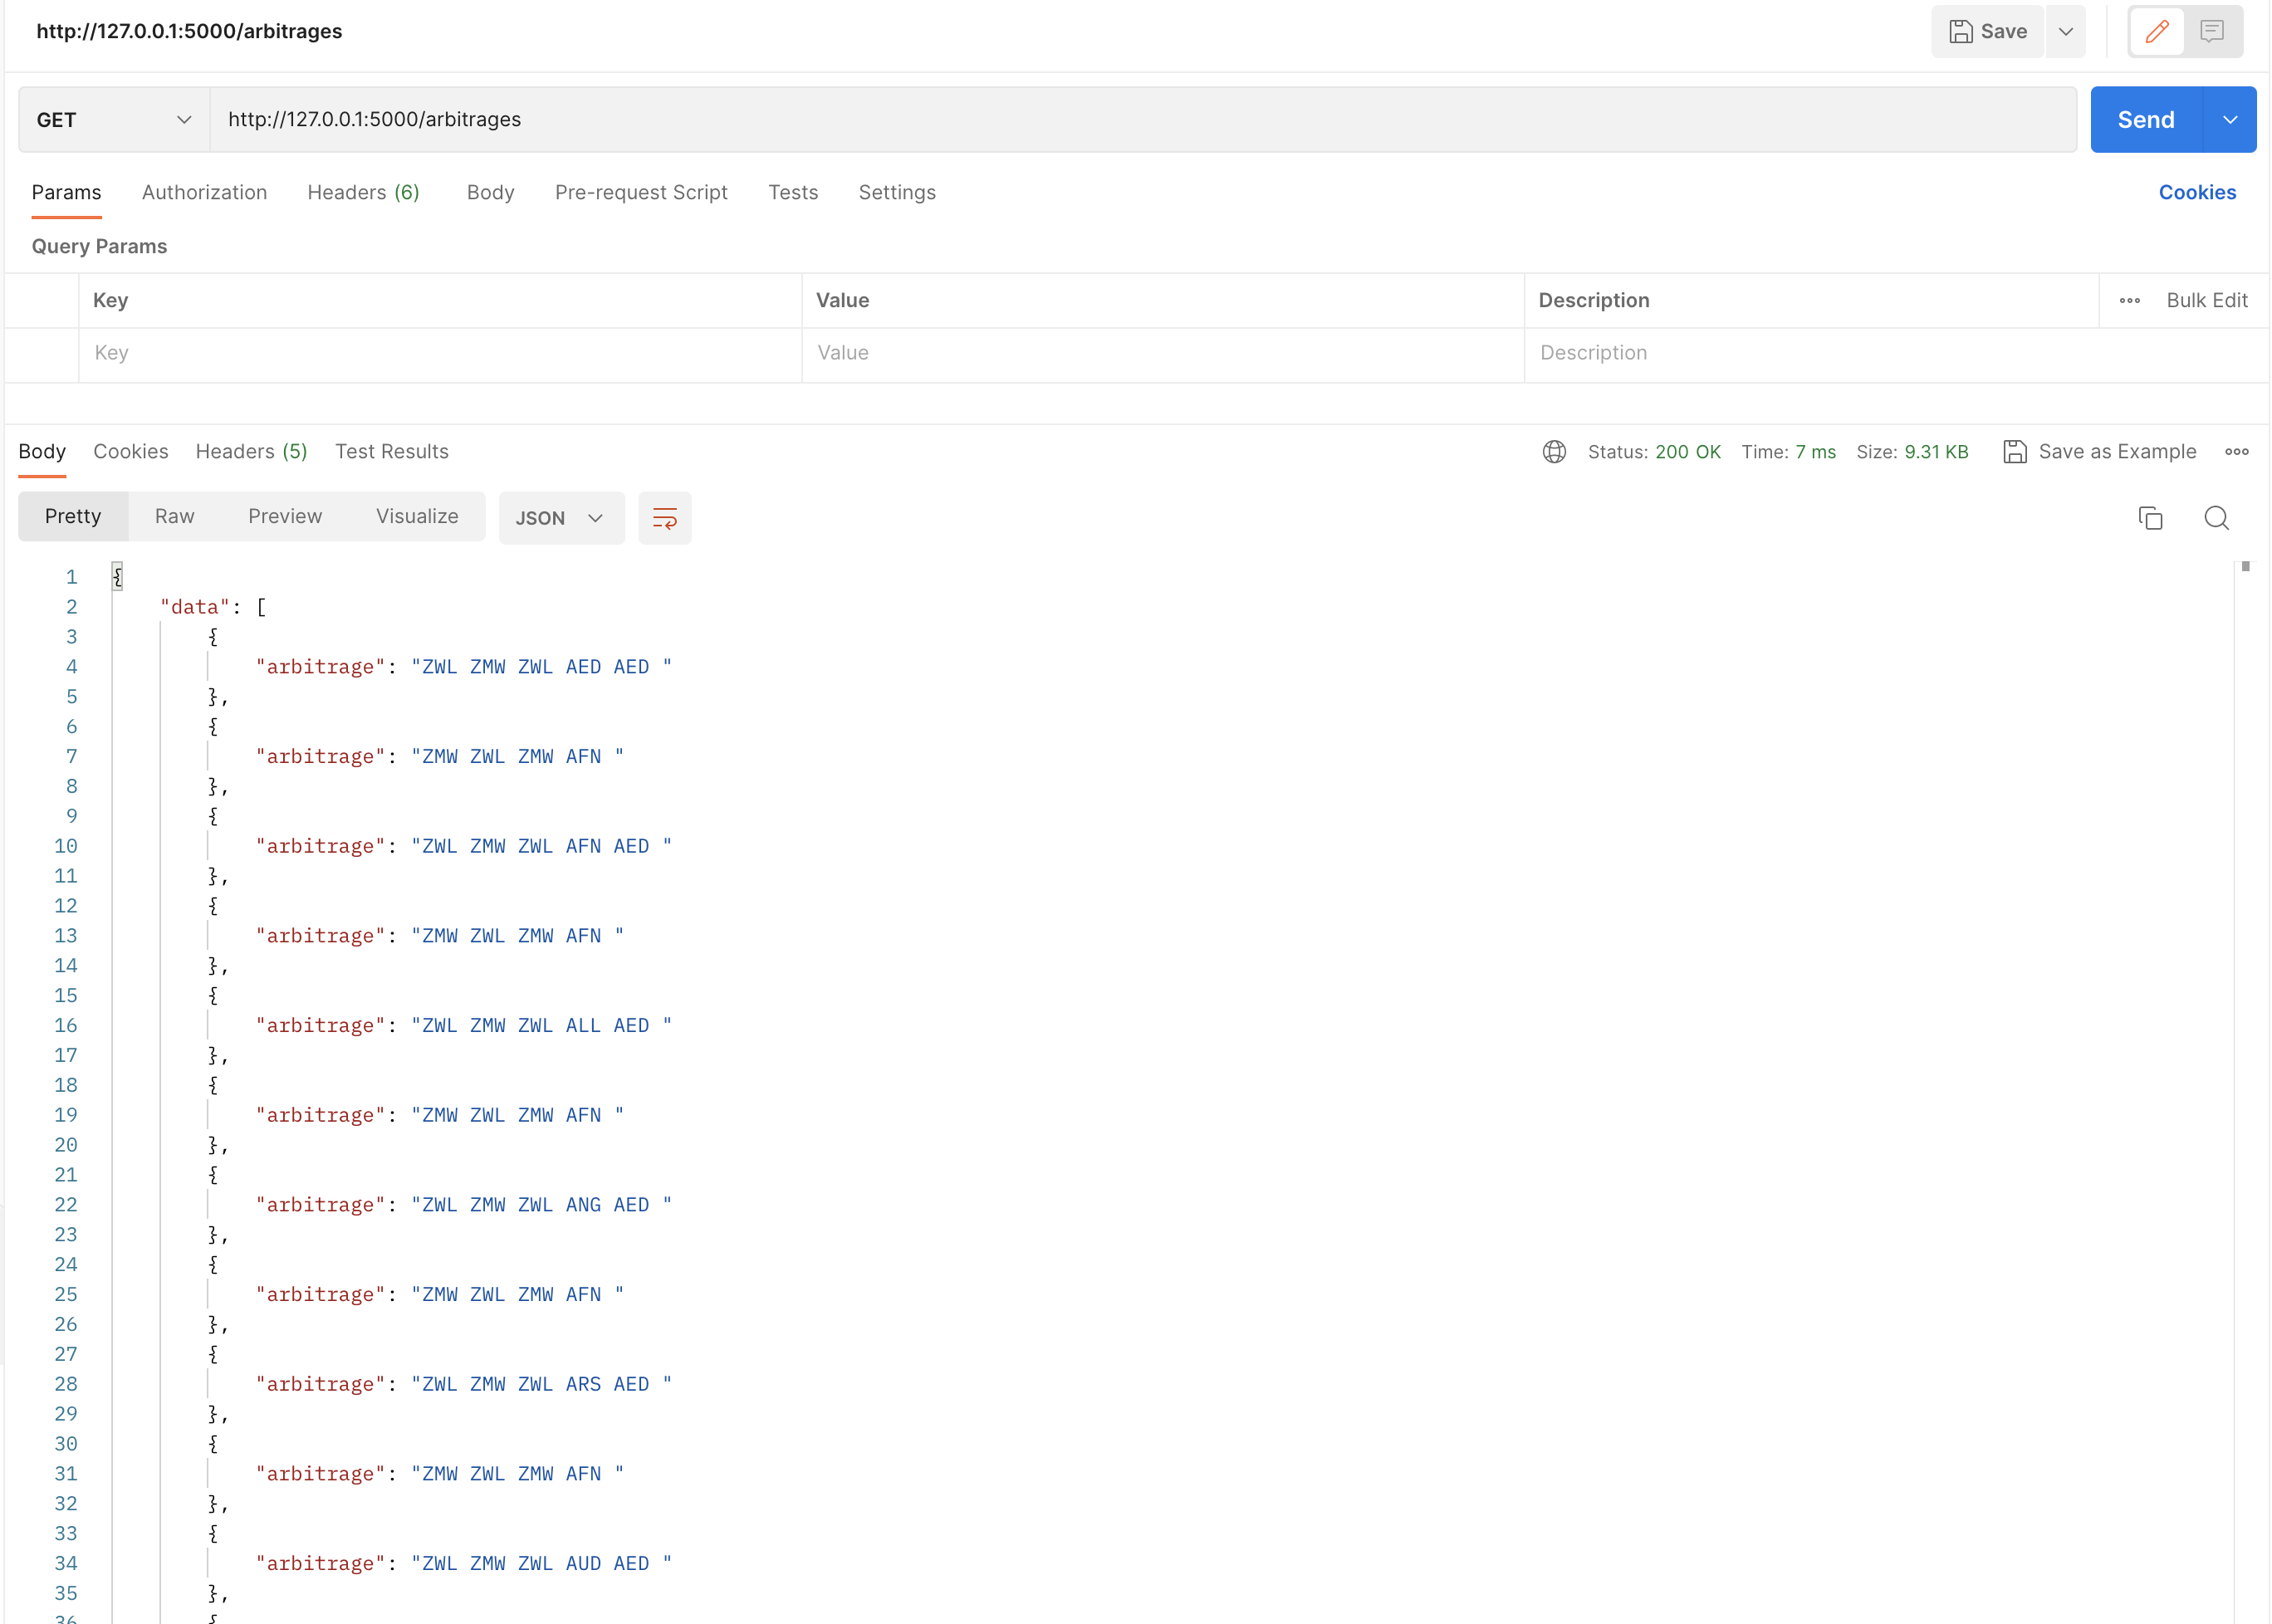 http://127.0.0.1:5000/arbitrages Save
GET http://127.0.0.1:5000/arbitrages Send
Params Authorization Headers (6) Body Pre-request Script Tests Settings Cookies
Query Params
Key Value Description Bulk Edit
Key Value Description
Body Cookies Headers (5) Test Results Status: 200 OK Time: 7 ms Size: 9.31 KB Save as Example
Pretty Raw Preview Visualize JSON
1 {
2 "data": [
3 {
4 "arbitrage": "ZWL ZMW ZWL AED AED "
5 },
6 {
7 "arbitrage": "ZMW ZWL ZMW AFN "
8 },
9 {
10 "arbitrage": "ZWL ZMW ZWL AFN AED "
11 },
12 {
13 "arbitrage": "ZMW ZWL ZMW AFN "
14 },
15 {
16 "arbitrage": "ZWL ZMW ZWL ALL AED "
17 },
18 {
19 "arbitrage": "ZMW ZWL ZMW AFN "
20 },
21 {
22 "arbitrage": "ZWL ZMW ZWL ANG AED "
23 },
24 {
25 "arbitrage": "ZMW ZWL ZMW AFN "
26 },
27 {
28 "arbitrage": "ZWL ZMW ZWL ARS AED "
29 },
30 {
31 "arbitrage": "ZMW ZWL ZMW AFN "
32 },
33 {
34 "arbitrage": "ZWL ZMW ZWL AUD AED "
35 },
36 {